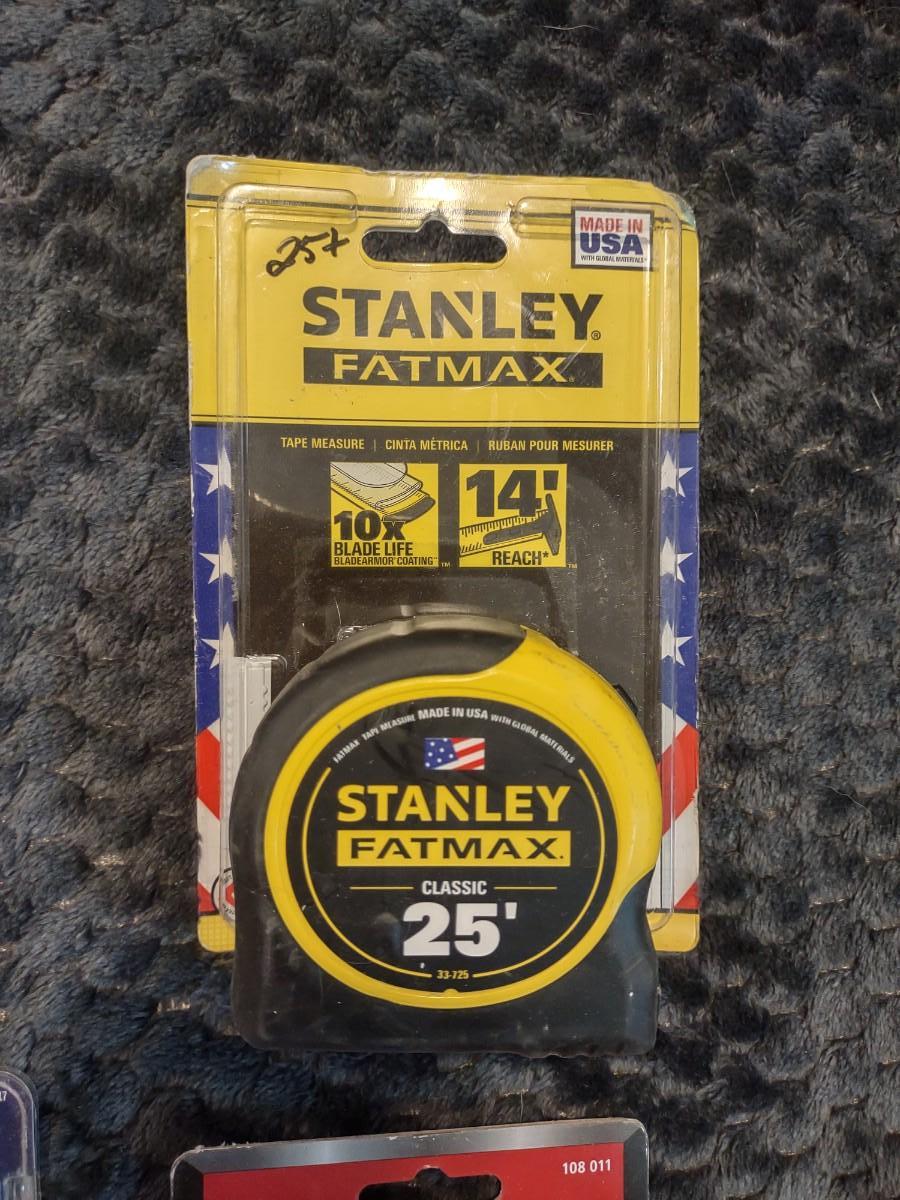 25+
MADE IN
USA
WITH GLOBAL MATERIALS
STANLEY®
FATMAX®
TAPE MEASURE | CINTA MÉTRICA | RUBAN POUR MESURER
10x
BLADE LIFE
BLADEARMOR® COATING™
14'
REACH*™
FATMAX TAPE MEASURE MADE IN USA WITH GLOBAL MATERIALS
STANLEY
FATMAX.
CLASSIC
25'
33-725
108 011